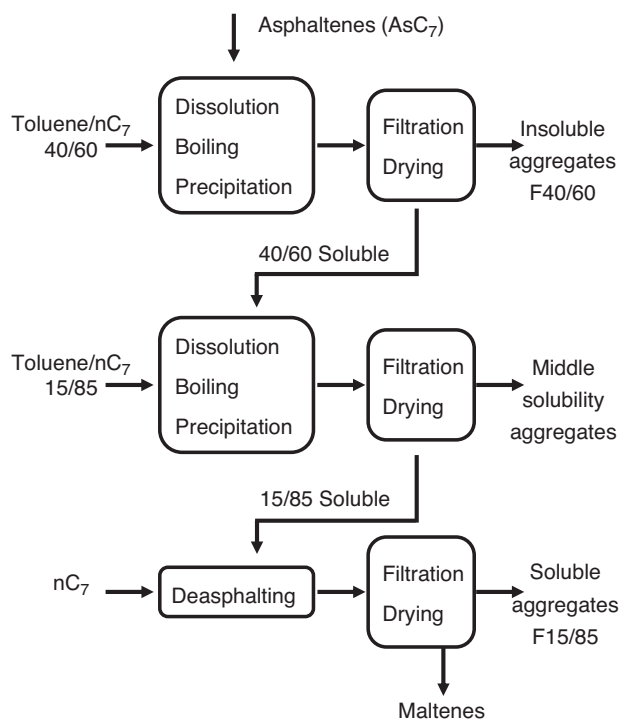 Asphaltenes (AsC₇)
Toluene/nC₇
40/60
Dissolution
Boiling
Precipitation
Filtration
Drying
Insoluble
aggregates
F40/60
40/60 Soluble
Toluene/nC₇
15/85
Dissolution
Boiling
Precipitation
Filtration
Drying
Middle
solubility
aggregates
15/85 Soluble
nC₇
Deasphalting
Filtration
Drying
Soluble
aggregates
F15/85
Maltenes